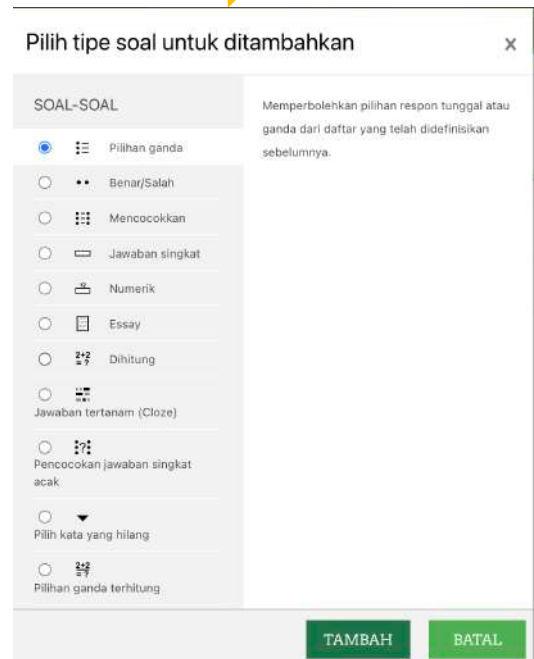 Pilih tipe soal untuk ditambahkan
x
SOAL-SOAL
Pilihan ganda
Benar/Salah
Mencocokkan
Jawaban singkat
Numerik
Essay
Dihitung
Jawaban tertanam (Cloze)
Pencocokan jawaban singkat
acak
Pilih kata yang hilang
Pilihan ganda terhitung
Memperbolehkan pilihan respon tunggal atau
ganda dari daftar yang telah didefinisikan
sebelumnya.
TAMBAH
BATAL